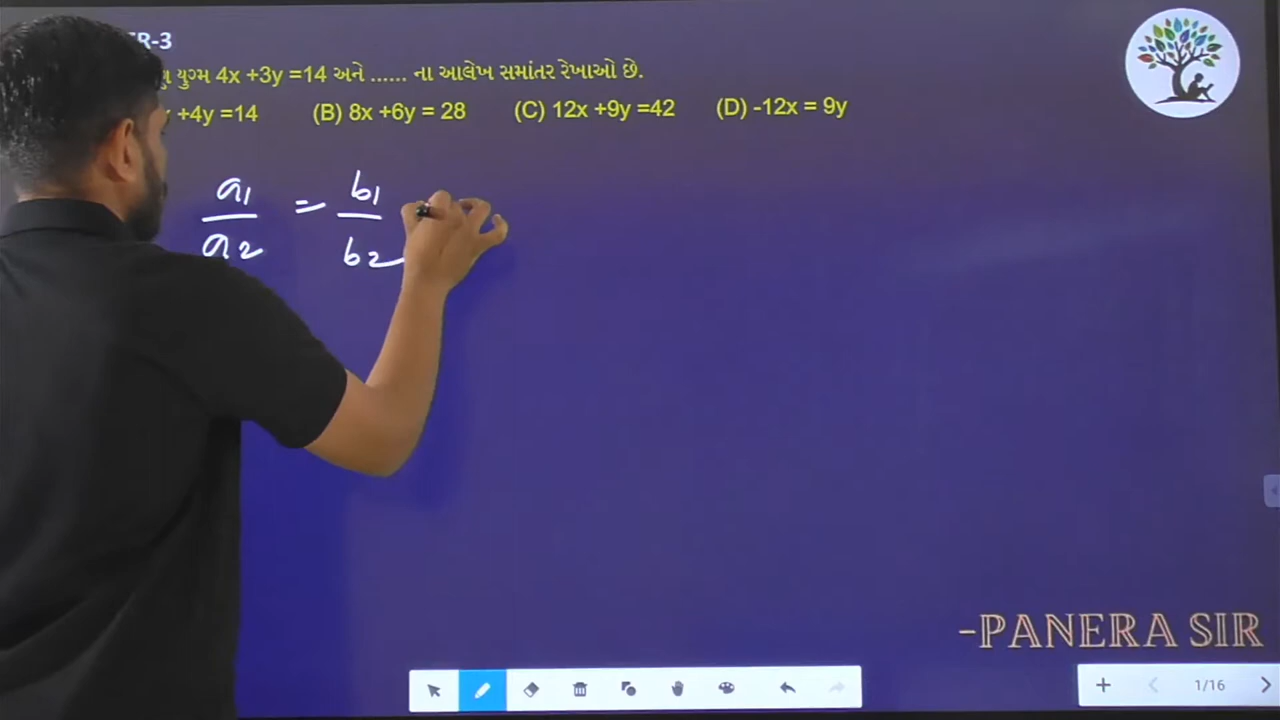 ER-3
યુગ્મ 4x +3y =14 અને ...... ના આલેખ સમાંતર રેખાઓ છે.
+4y =14 (B) 8x +6y = 28 (C) 12x +9y =42 (D) -12x = 9y
a1 = b1
a2 b2
-PANERA SIR
1/16